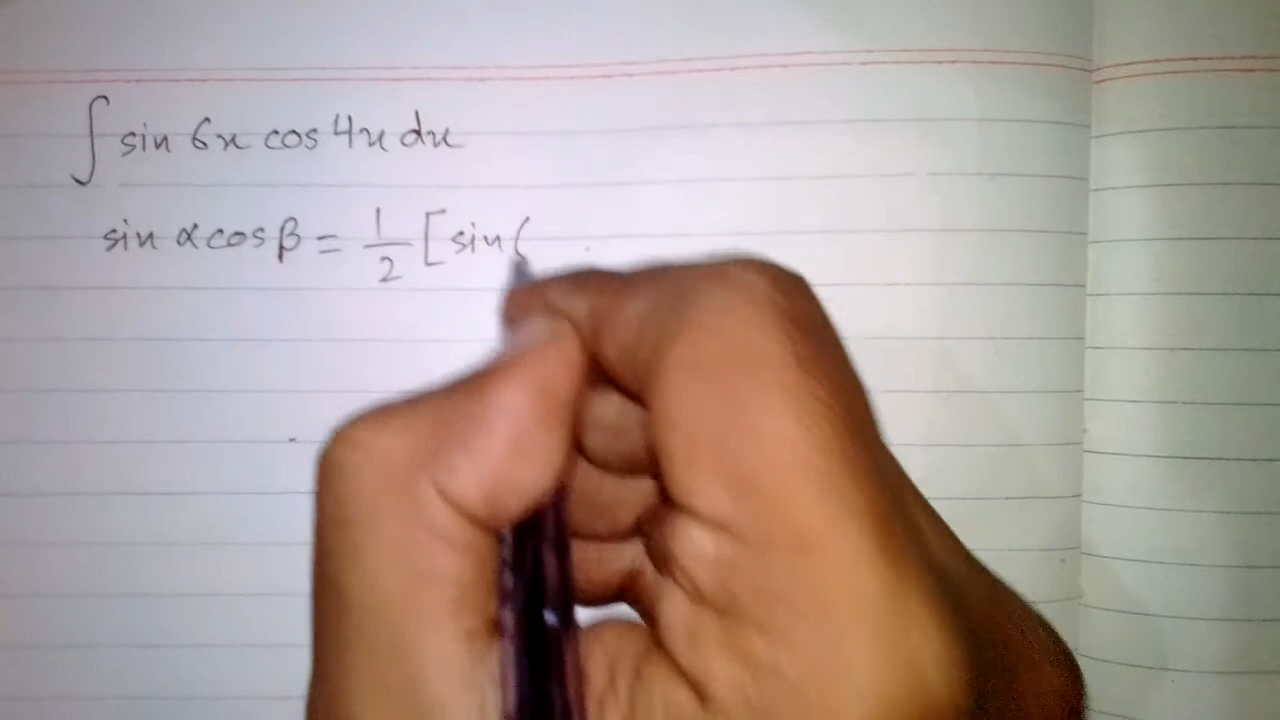 ∫ sin 6x cos 4x dx
sin α cos β = 1/2 [ sin (